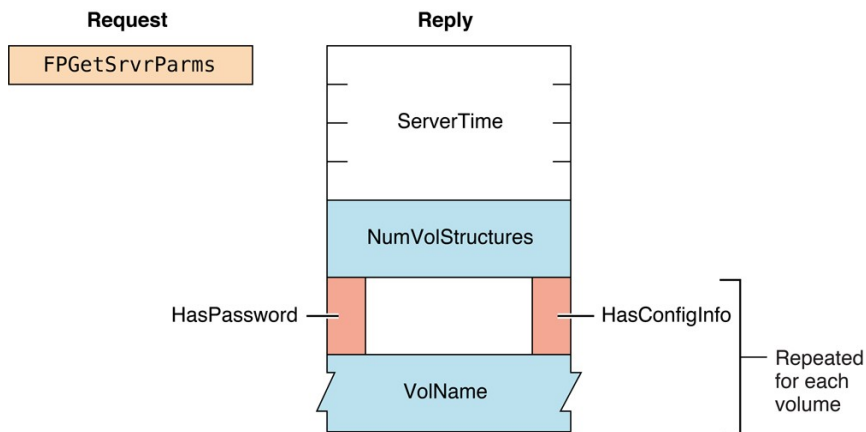 Request
Reply
FPGetSrvrParms
ServerTime
NumVolStructures
HasPassword
HasConfigInfo
VolName
Repeated
for each
volume